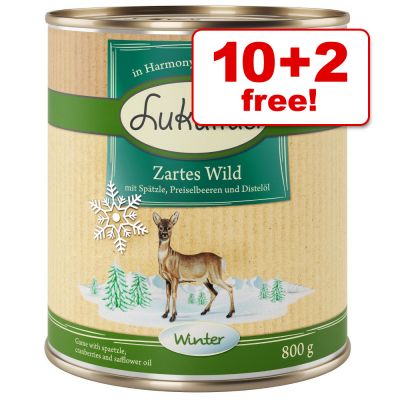 10+2
free!
in Harmony
Zartes Wild
mit Spätzle, Preiselbeeren und Distelöl
Winter
Game with spaetzle,
cranberries and safflower oil
800 g